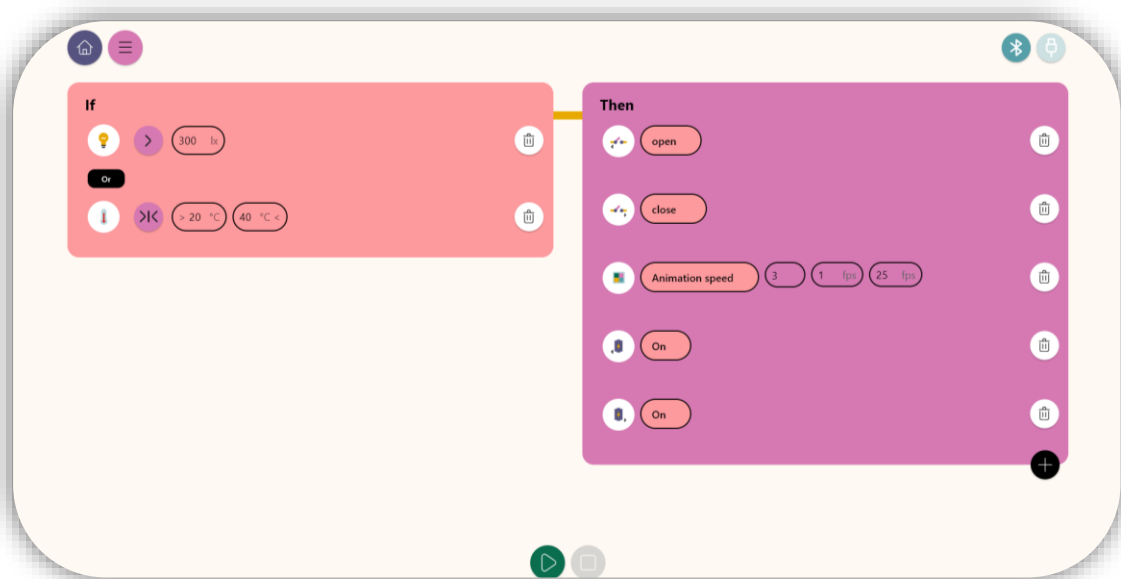 If
> 300 lx
Or
>|< > 20 °C 40 °C <
Then
open
close
Animation speed 3 1 fps 25 fps
On
On